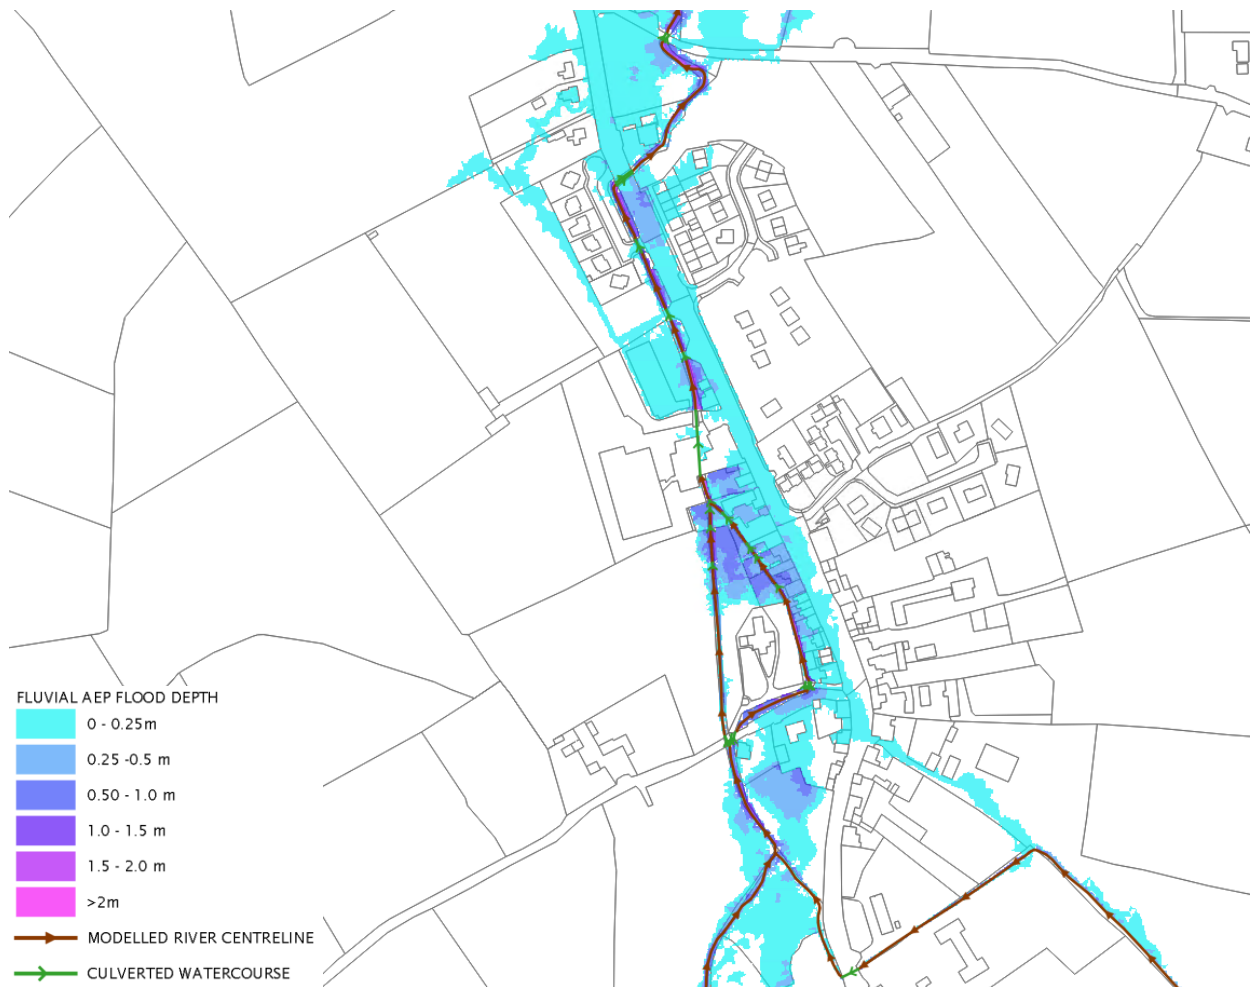 FLUVIAL AEP FLOOD DEPTH
0 - 0.25m
0.25 -0.5 m
0.50 - 1.0 m
1.0 - 1.5 m
1.5 - 2.0 m
>2m
MODELLED RIVER CENTRELINE
CULVERTED WATERCOURSE